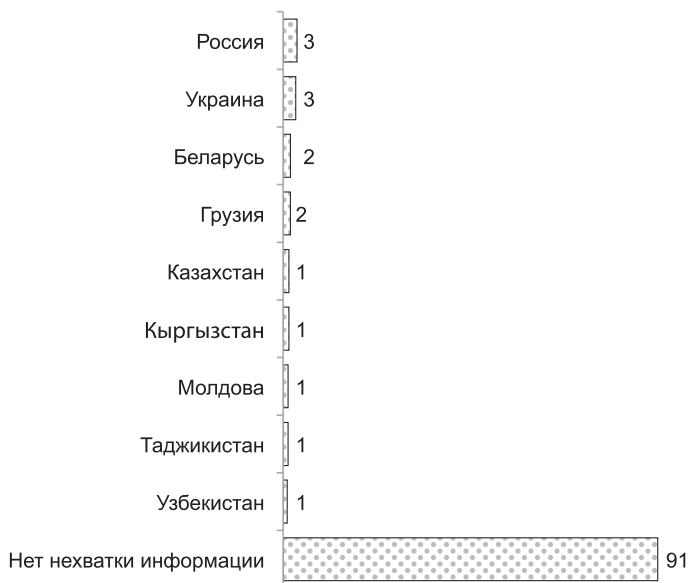 Россия 3
Украина 3
Беларусь 2
Грузия 2
Казахстан 1
Кыргызстан 1
Молдова 1
Таджикистан 1
Узбекистан 1
Нет нехватки информации 91